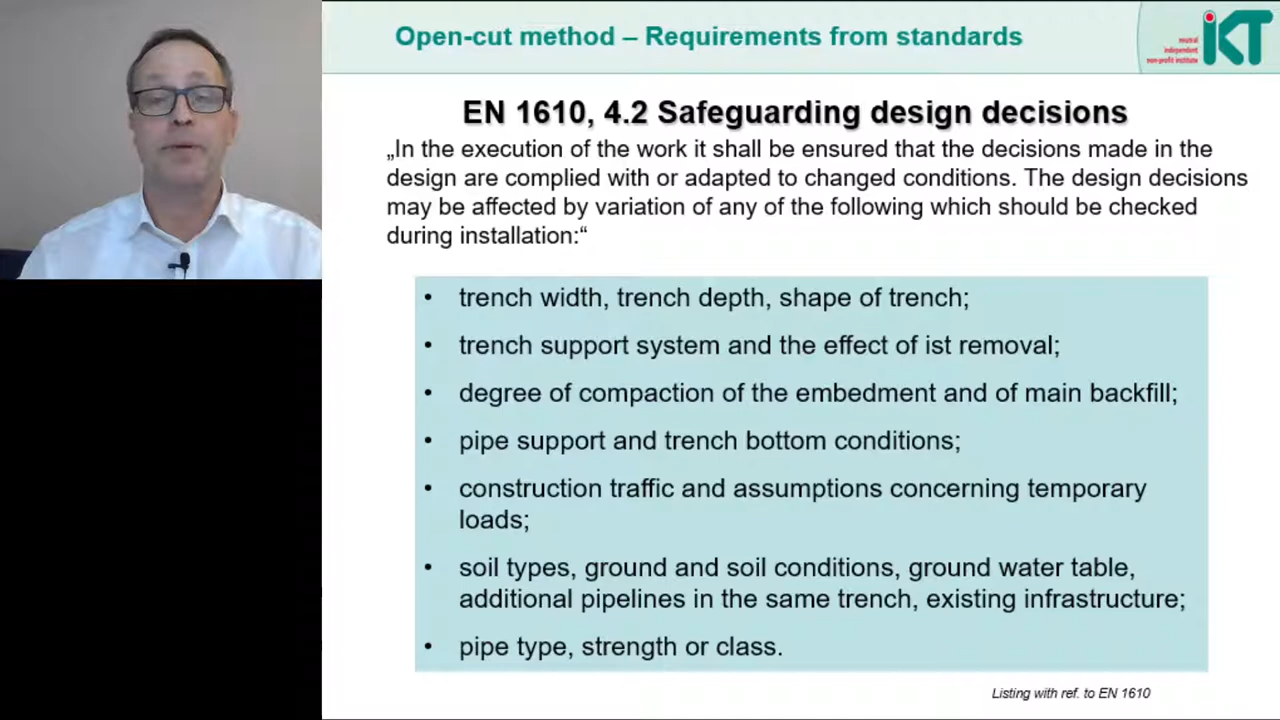 Open-cut method – Requirements from standards
neutral
independent
non-profit institute
iKT
EN 1610, 4.2 Safeguarding design decisions
„In the execution of the work it shall be ensured that the decisions made in the
design are complied with or adapted to changed conditions. The design decisions
may be affected by variation of any of the following which should be checked
during installation:“
• trench width, trench depth, shape of trench;
• trench support system and the effect of ist removal;
• degree of compaction of the embedment and of main backfill;
• pipe support and trench bottom conditions;
• construction traffic and assumptions concerning temporary
loads;
• soil types, ground and soil conditions, ground water table,
additional pipelines in the same trench, existing infrastructure;
• pipe type, strength or class.
Listing with ref. to EN 1610